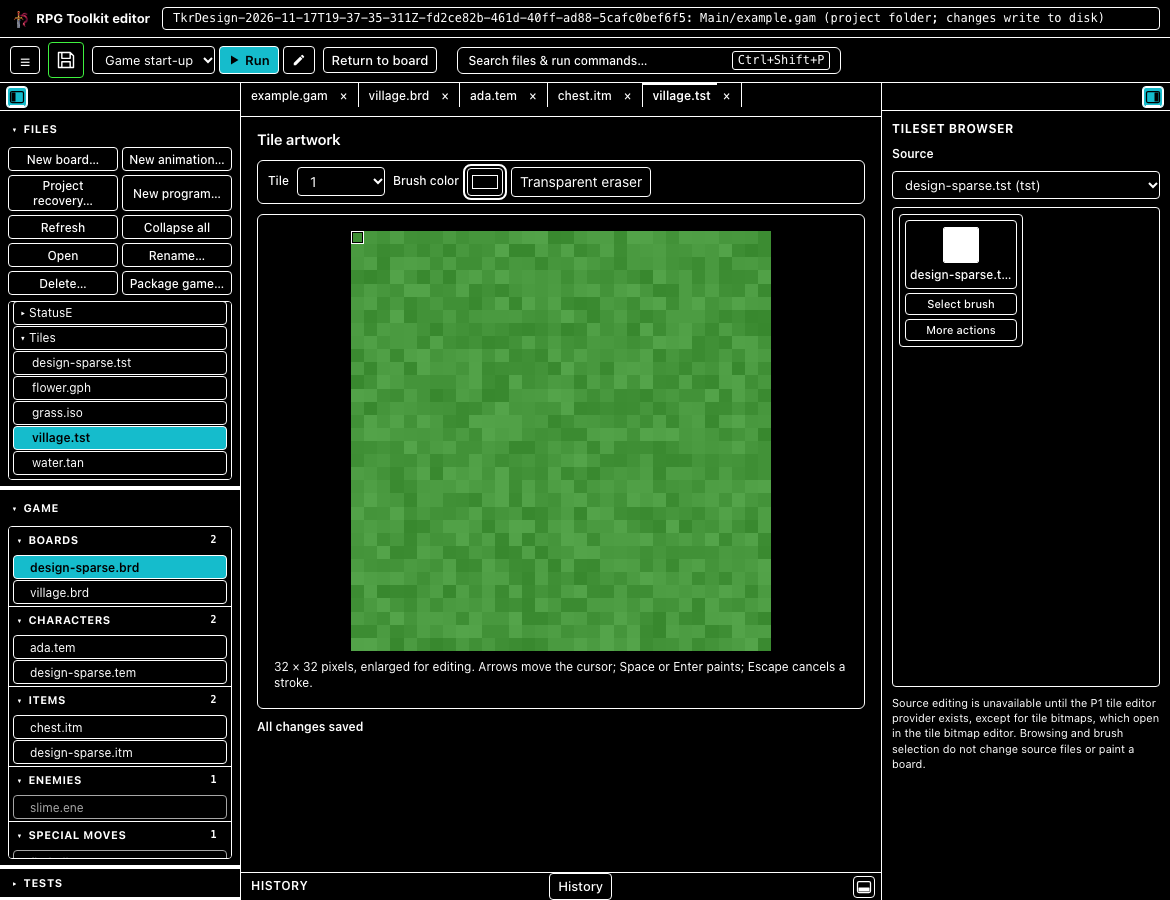 RPG Toolkit editor
TkrDesign-2026-11-17T19-37-35-311Z-fd2ce82b-461d-40ff-ad88-5cafc0bef6f5: Main/example.gam (project folder; changes write to disk)
Game start-up
Run
Return to board
Search files & run commands...
Ctrl+Shift+P
FILES
New board...
New animation...
Project recovery...
New program...
Refresh
Collapse all
Open
Rename...
Delete...
Package game...
StatusE
Tiles
design-sparse.tst
flower.gph
grass.iso
village.tst
water.tan
GAME
BOARDS 2
design-sparse.brd
village.brd
CHARACTERS 2
ada.tem
design-sparse.tem
ITEMS 2
chest.itm
design-sparse.itm
ENEMIES 1
slime.ene
SPECIAL MOVES 1
TESTS
example.gam ×
village.brd ×
ada.tem ×
chest.itm ×
village.tst ×
Tile artwork
Tile 1 Brush color Transparent eraser
32 × 32 pixels, enlarged for editing. Arrows move the cursor; Space or Enter paints; Escape cancels a
stroke.
All changes saved
HISTORY
History
TILESET BROWSER
Source
design-sparse.tst (tst)
design-sparse.t...
Select brush
More actions
Source editing is unavailable until the P1 tile editor
provider exists, except for tile bitmaps, which open
in the tile bitmap editor. Browsing and brush
selection do not change source files or paint a
board.